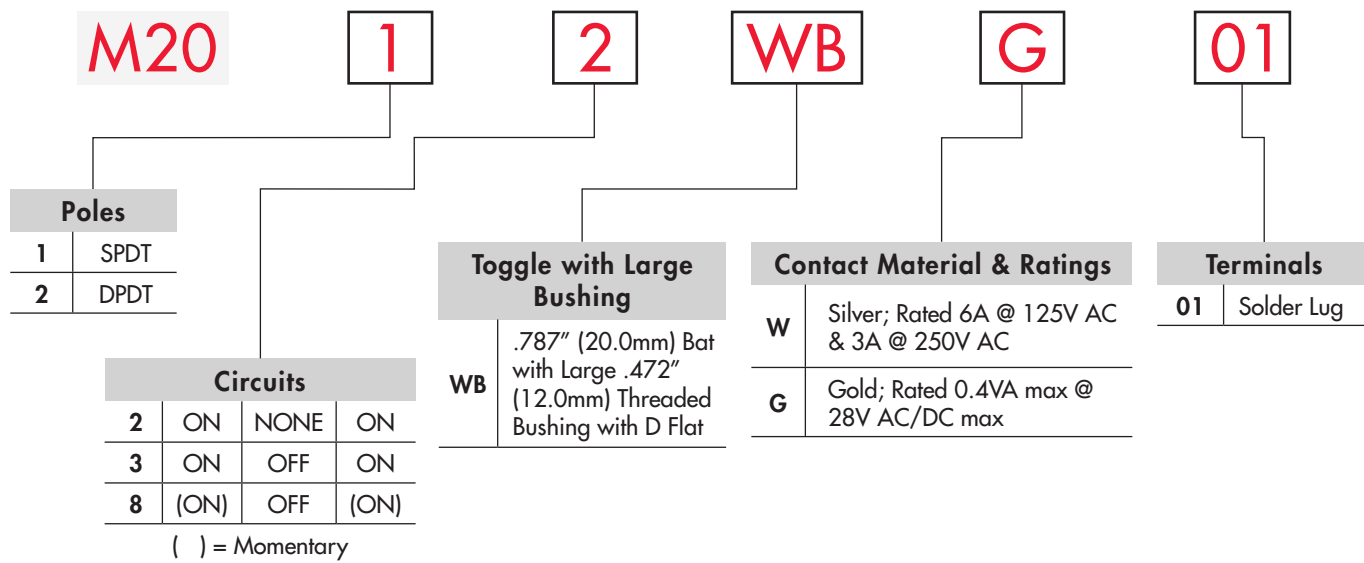 M20 1 2 WB G 01
Poles
1 SPDT
2 DPDT
Circuits
2 ON NONE ON
3 ON OFF ON
8 (ON) OFF (ON)
( ) = Momentary
Toggle with Large
Bushing
WB .787" (20.0mm) Bat
with Large .472"
(12.0mm) Threaded
Bushing with D Flat
Contact Material & Ratings
W Silver; Rated 6A @ 125V AC
& 3A @ 250V AC
G Gold; Rated 0.4VA max @
28V AC/DC max
Terminals
01 Solder Lug